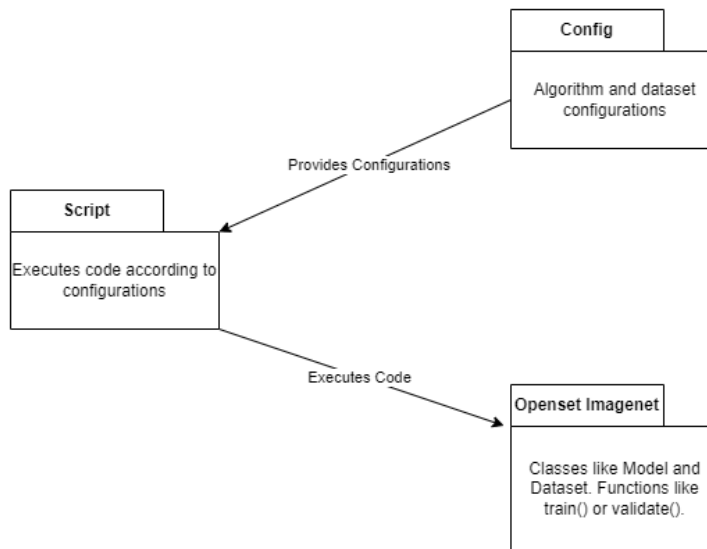 Config
Algorithm and dataset
configurations
Provides Configurations
Script
Executes code according to
configurations
Executes Code
Openset Imagenet
Classes like Model and
Dataset. Functions like
train() or validate().